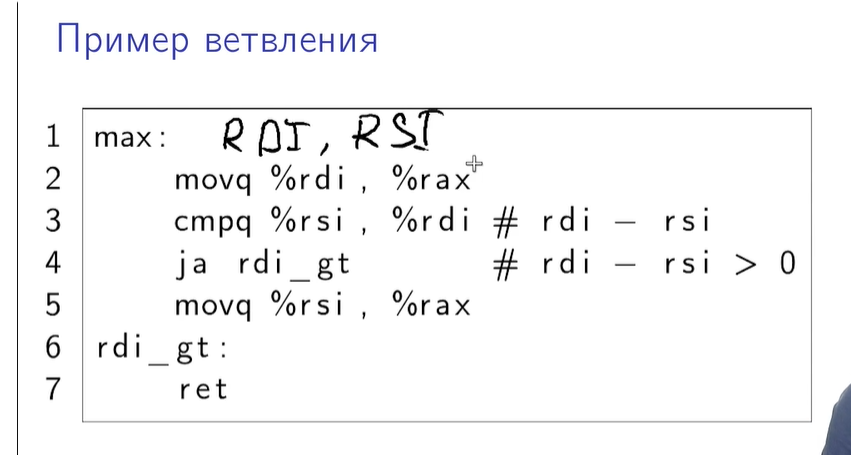 Пример ветвления
1 max: RDI, RSI
2 movq %rdi, %rax
3 cmpq %rsi, %rdi # rdi - rsi
4 ja rdi_gt # rdi - rsi > 0
5 movq %rsi, %rax
6 rdi_gt:
7 ret